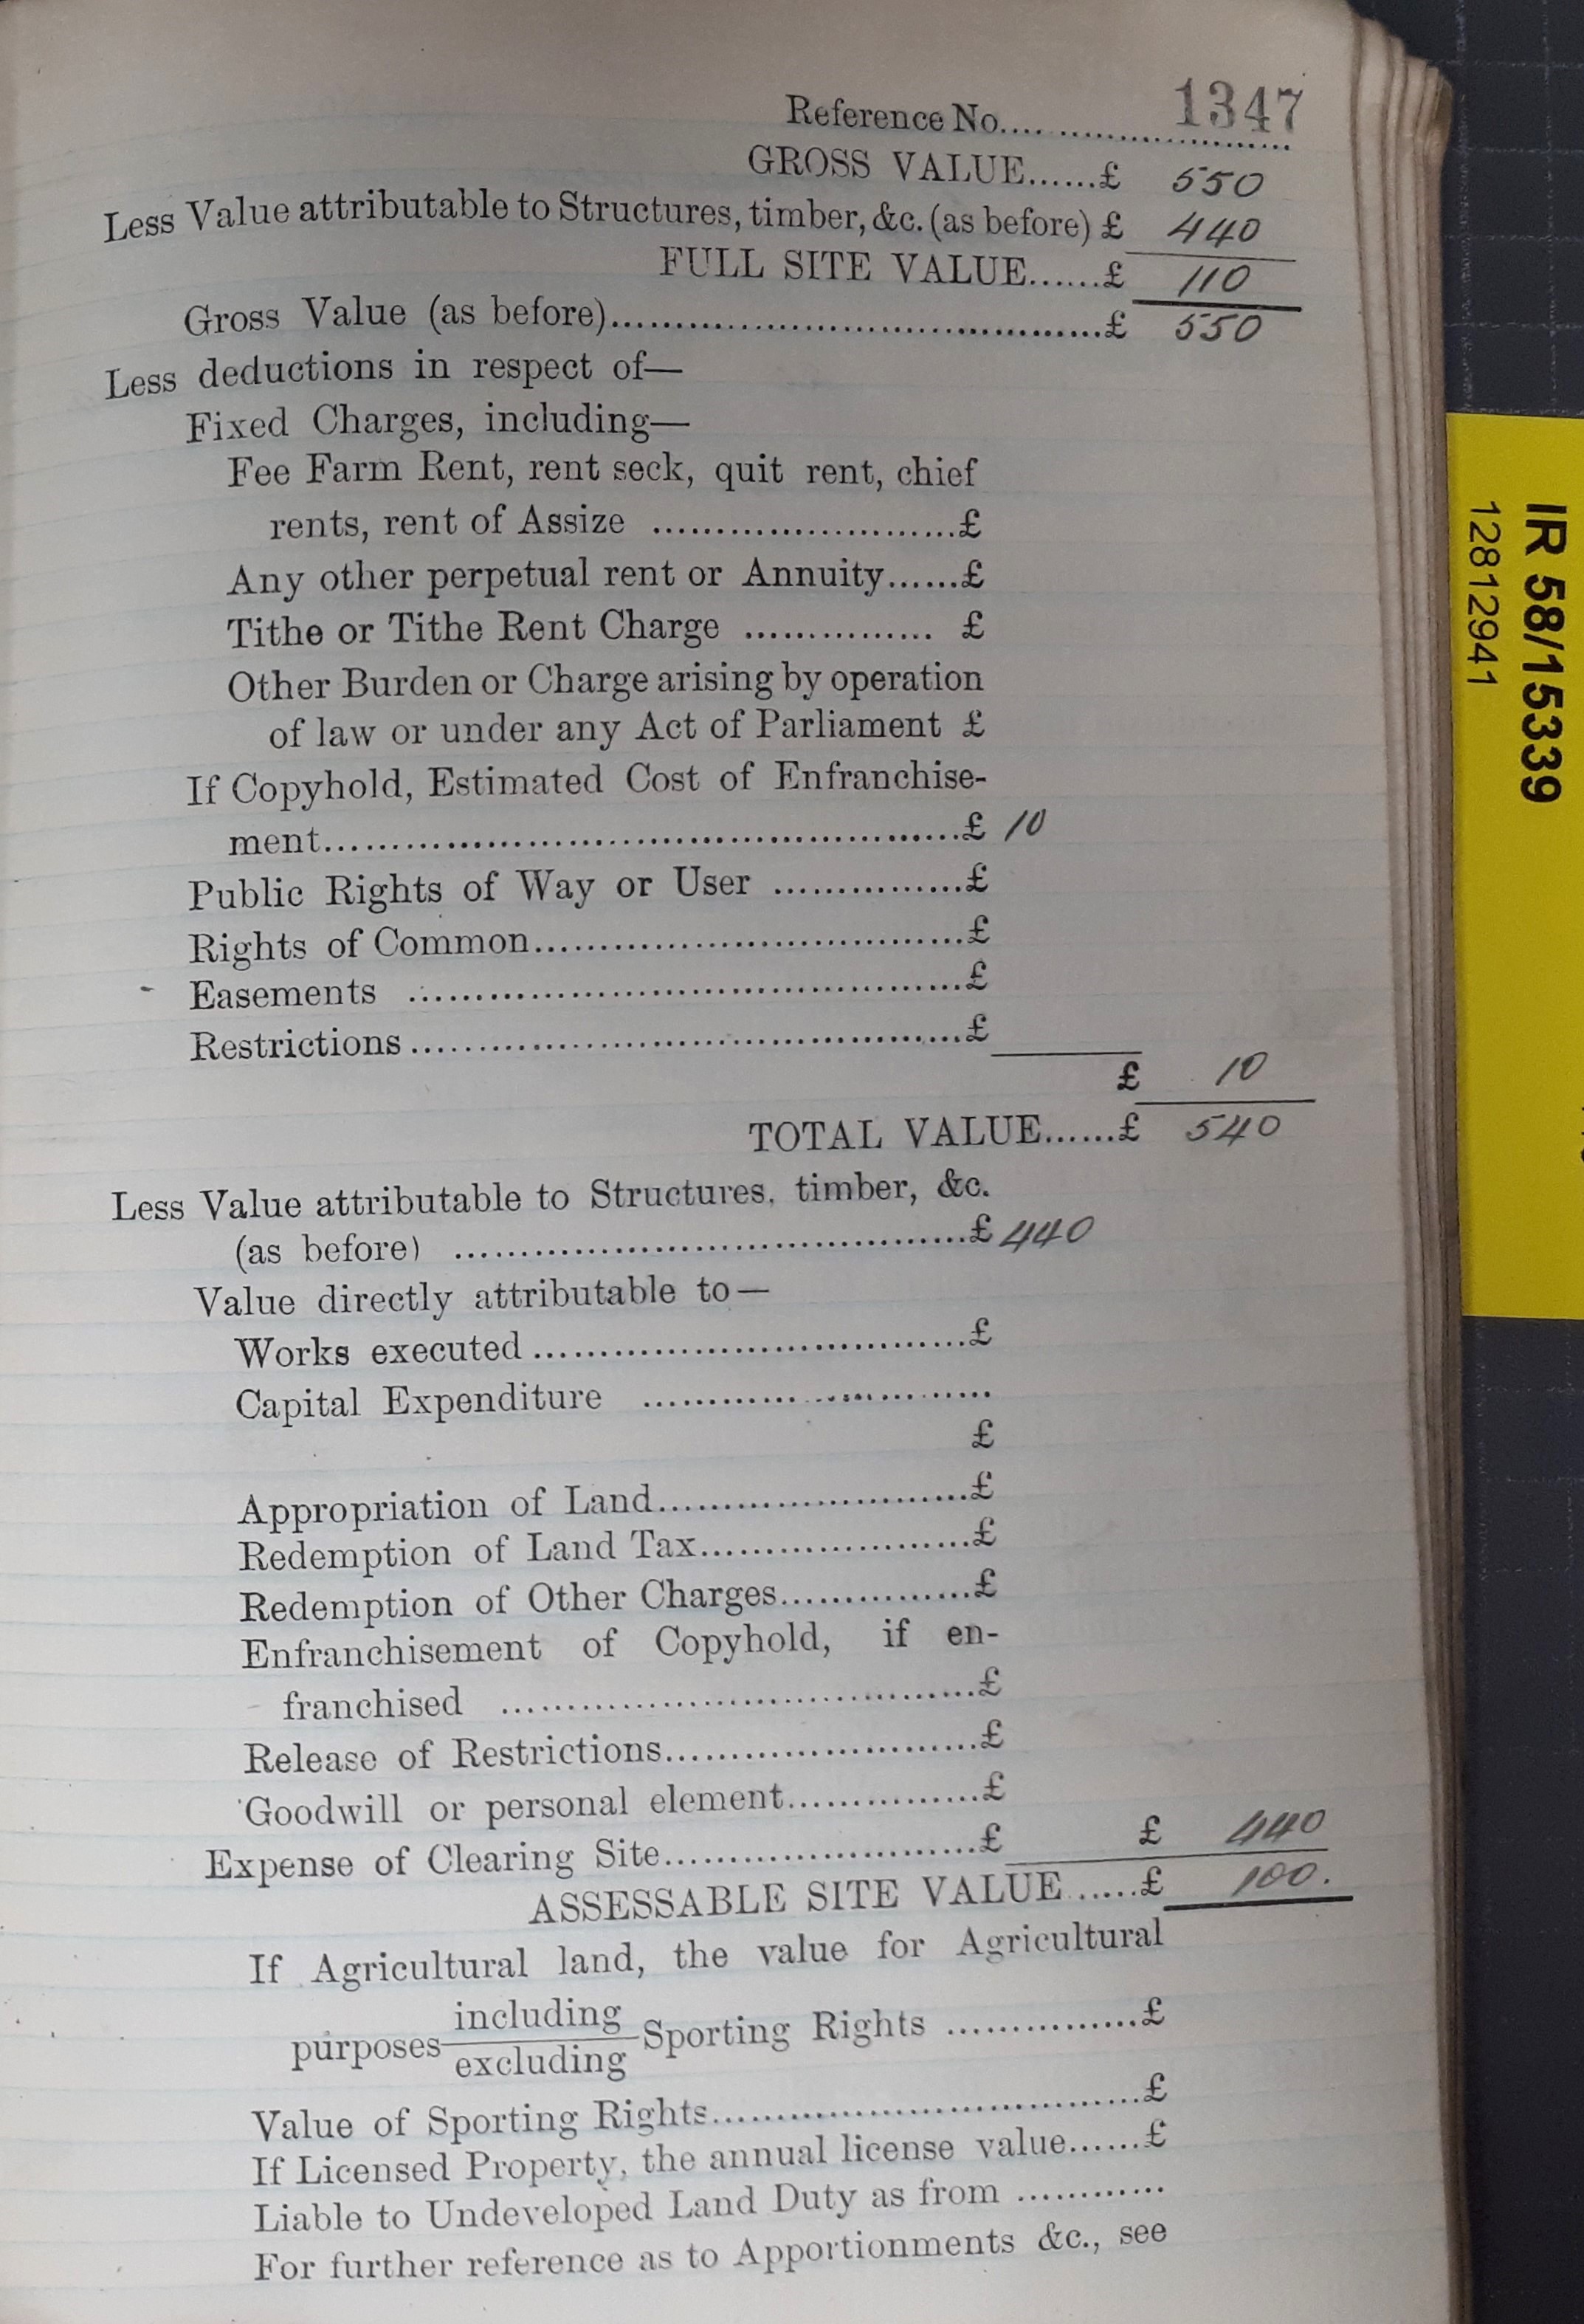 Reference No.... ........................ 1347
GROSS VALUE......£ 550
Less Value attributable to Structures, timber, &c. (as before) £ 440
FULL SITE VALUE......£ 110
Gross Value (as before)................................................£ 550
Less deductions in respect of—
Fixed Charges, including—
Fee Farm Rent, rent seck, quit rent, chief
rents, rent of Assize .........................£
Any other perpetual rent or Annuity......£
Tithe or Tithe Rent Charge ............... £
Other Burden or Charge arising by operation
of law or under any Act of Parliament £
If Copyhold, Estimated Cost of Enfranchise-
ment....................................................£ 10
Public Rights of Way or User ...............£
Rights of Common...................................£
Easements ..............................................£
Restrictions..............................................£
£ 10
TOTAL VALUE......£ 540
Less Value attributable to Structures, timber, &c.
(as before) ..........................................£ 440
Value directly attributable to—
Works executed ...................................£
Capital Expenditure ............................
£
Appropriation of Land.........................£
Redemption of Land Tax......................£
Redemption of Other Charges...............£
Enfranchisement of Copyhold, if en-
franchised .......................................£
Release of Restrictions.........................£
Goodwill or personal element...............£
Expense of Clearing Site.........................£ £ 440
ASSESSABLE SITE VALUE ......£ 100.
If Agricultural land, the value for Agricultural
purposes including
excluding Sporting Rights ...............£
Value of Sporting Rights..................................£
If Licensed Property, the annual license value......£
Liable to Undeveloped Land Duty as from ............
For further reference as to Apportionments &c., see
IR 58/15339
12812941